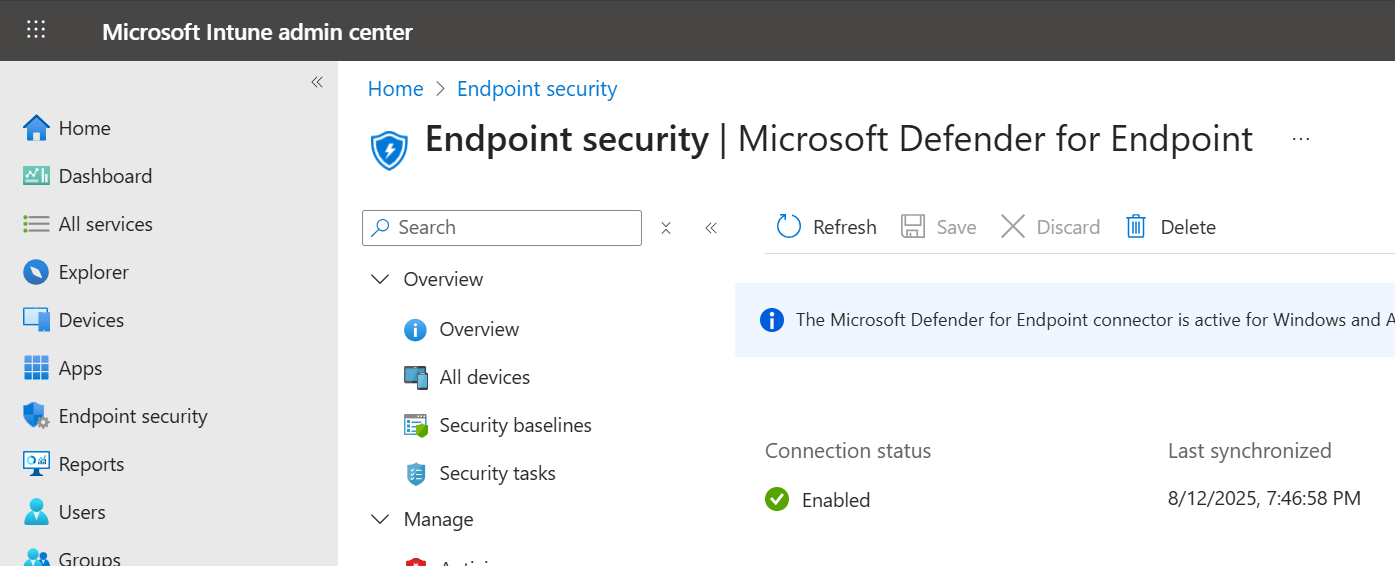 Microsoft Intune admin center
Home
Dashboard
All services
Explorer
Devices
Apps
Endpoint security
Reports
Users
Groups
Home > Endpoint security
Endpoint security | Microsoft Defender for Endpoint ...
Search
Overview
Overview
All devices
Security baselines
Security tasks
Manage
Refresh Save Discard Delete
The Microsoft Defender for Endpoint connector is active for Windows and
Connection status
Enabled
Last synchronized
8/12/2025, 7:46:58 PM